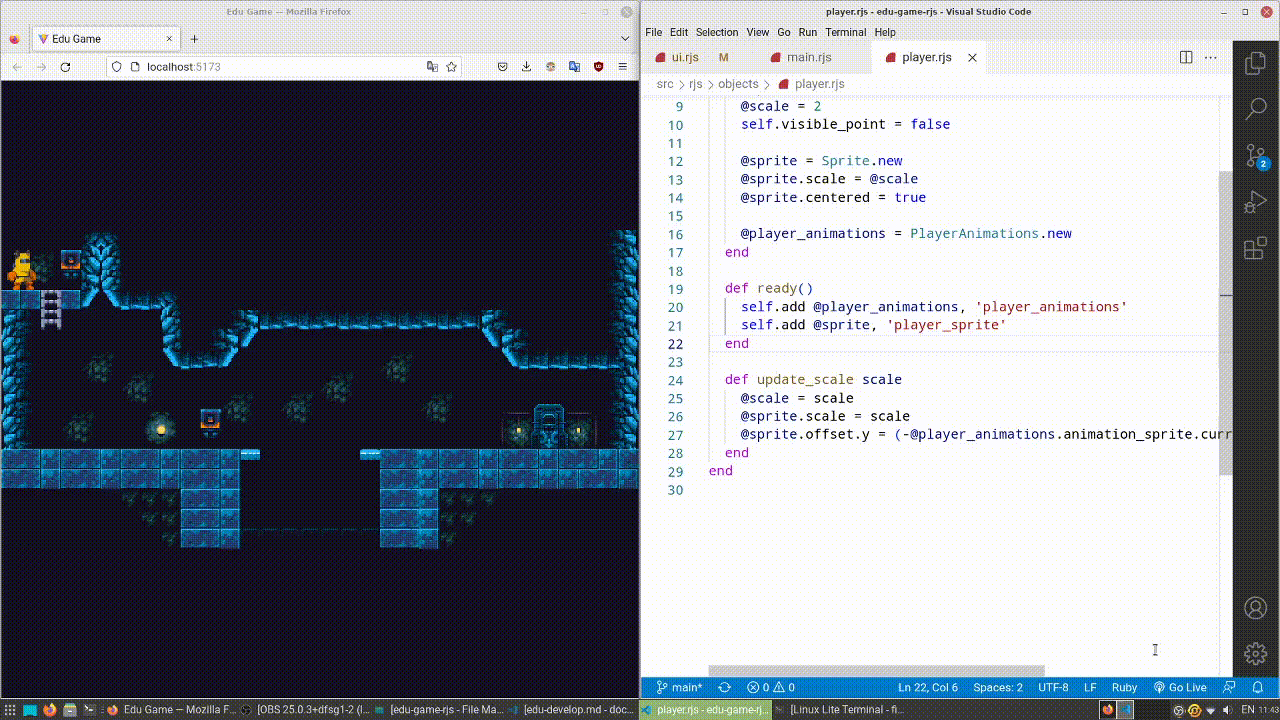 Edu Game — Mozilla Firefox
Edu Game
localhost:5173
player.rjs - edu-game-rjs - Visual Studio Code
File Edit Selection View Go Run Terminal Help
ui.rjs M main.rjs player.rjs
src > rjs > objects > player.rjs
9 @scale = 2
10 self.visible_point = false
11
12 @sprite = Sprite.new
13 @sprite.scale = @scale
14 @sprite.centered = true
15
16 @player_animations = PlayerAnimations.new
17 end
18
19 def ready()
20 self.add @player_animations, 'player_animations'
21 self.add @sprite, 'player_sprite'
22 end
23
24 def update_scale scale
25 @scale = scale
26 @sprite.scale = scale
27 @sprite.offset.y = (-@player_animations.animation_sprite.curr
28 end
29 end
30
2
main* 0 0 Ln 22, Col 6 Spaces: 2 UTF-8 LF Ruby Go Live
Edu Game — Mozilla F... [OBS 25.0.3+dfsg1-2 (l... [edu-game-rjs - File Ma... [edu-develop.md - doc... player.rjs - edu-game-rj... [Linux Lite Terminal - fi... EN 11:43